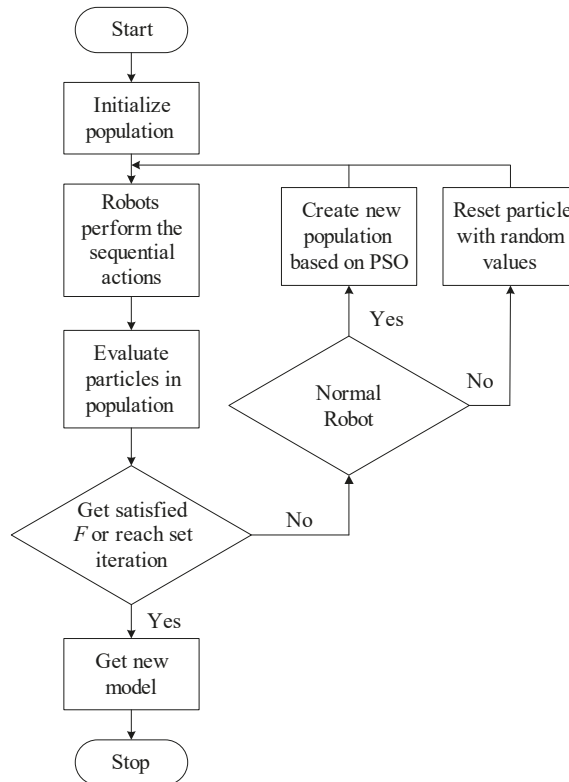 Start
Initialize
population
Robots
perform the
sequential
actions
Create new
population
based on PSO
Reset particle
with random
values
Evaluate
particles in
population
Yes
No
Normal
Robot
Get satisfied
F or reach set
iteration
No
Yes
Get new
model
Stop